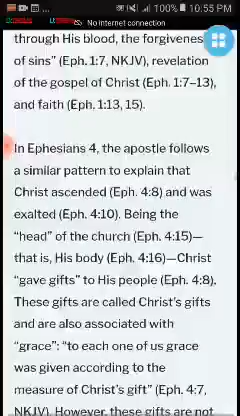 100% 10:55 PM
No Internet connection
through His blood, the forgiveness
of sins” (Eph. 1:7, NKJV), revelation
of the gospel of Christ (Eph. 1:7–13),
and faith (Eph. 1:13, 15).
In Ephesians 4, the apostle follows
a similar pattern to explain that
Christ ascended (Eph. 4:8) and was
exalted (Eph. 4:10). Being the
“head” of the church (Eph. 4:15)—
that is, His body (Eph. 4:16)—Christ
“gave gifts” to His people (Eph. 4:8).
These gifts are called Christ’s gifts
and are also associated with
“grace”: “to each one of us grace
was given according to the
measure of Christ’s gift” (Eph. 4:7,
NKJV). However, these gifts are not